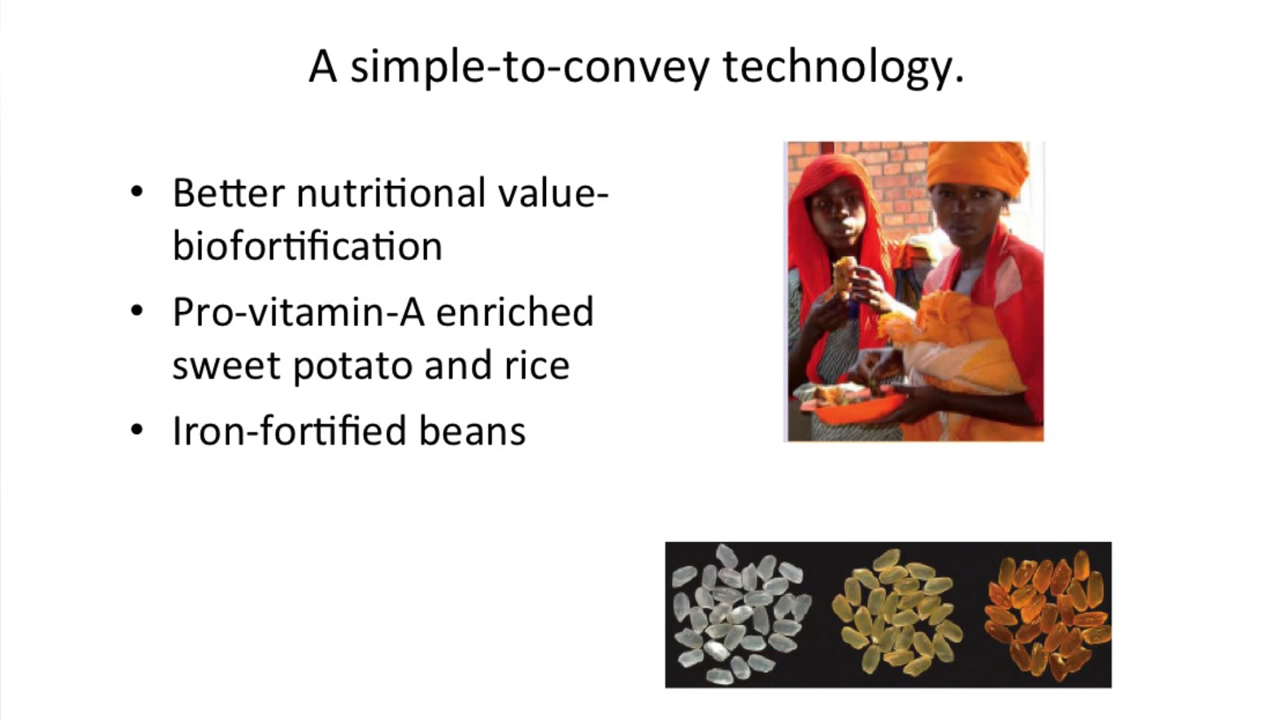 A simple-to-convey technology.
• Better nutritional value-
biofortification
• Pro-vitamin-A enriched
sweet potato and rice
• Iron-fortified beans